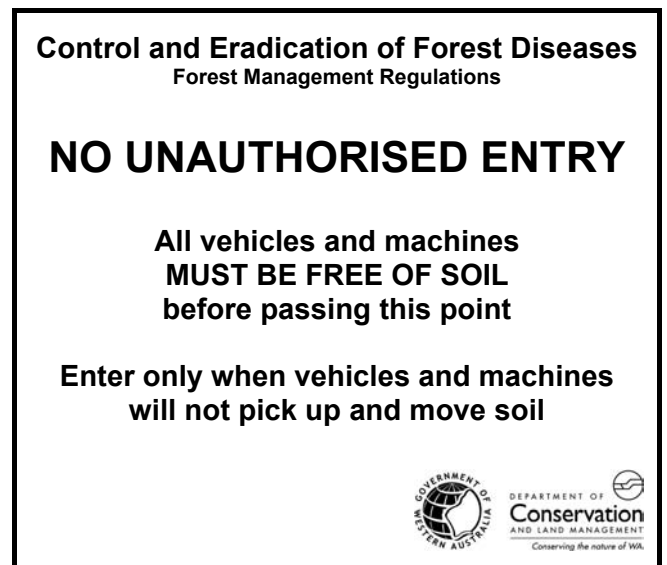 Control and Eradication of Forest Diseases
Forest Management Regulations
NO UNAUTHORISED ENTRY
All vehicles and machines
MUST BE FREE OF SOIL
before passing this point
Enter only when vehicles and machines
will not pick up and move soil
GOVERNMENT OF
WESTERN AUSTRALIA
DEPARTMENT OF
Conservation
AND LAND MANAGEMENT
Conserving the nature of WA.